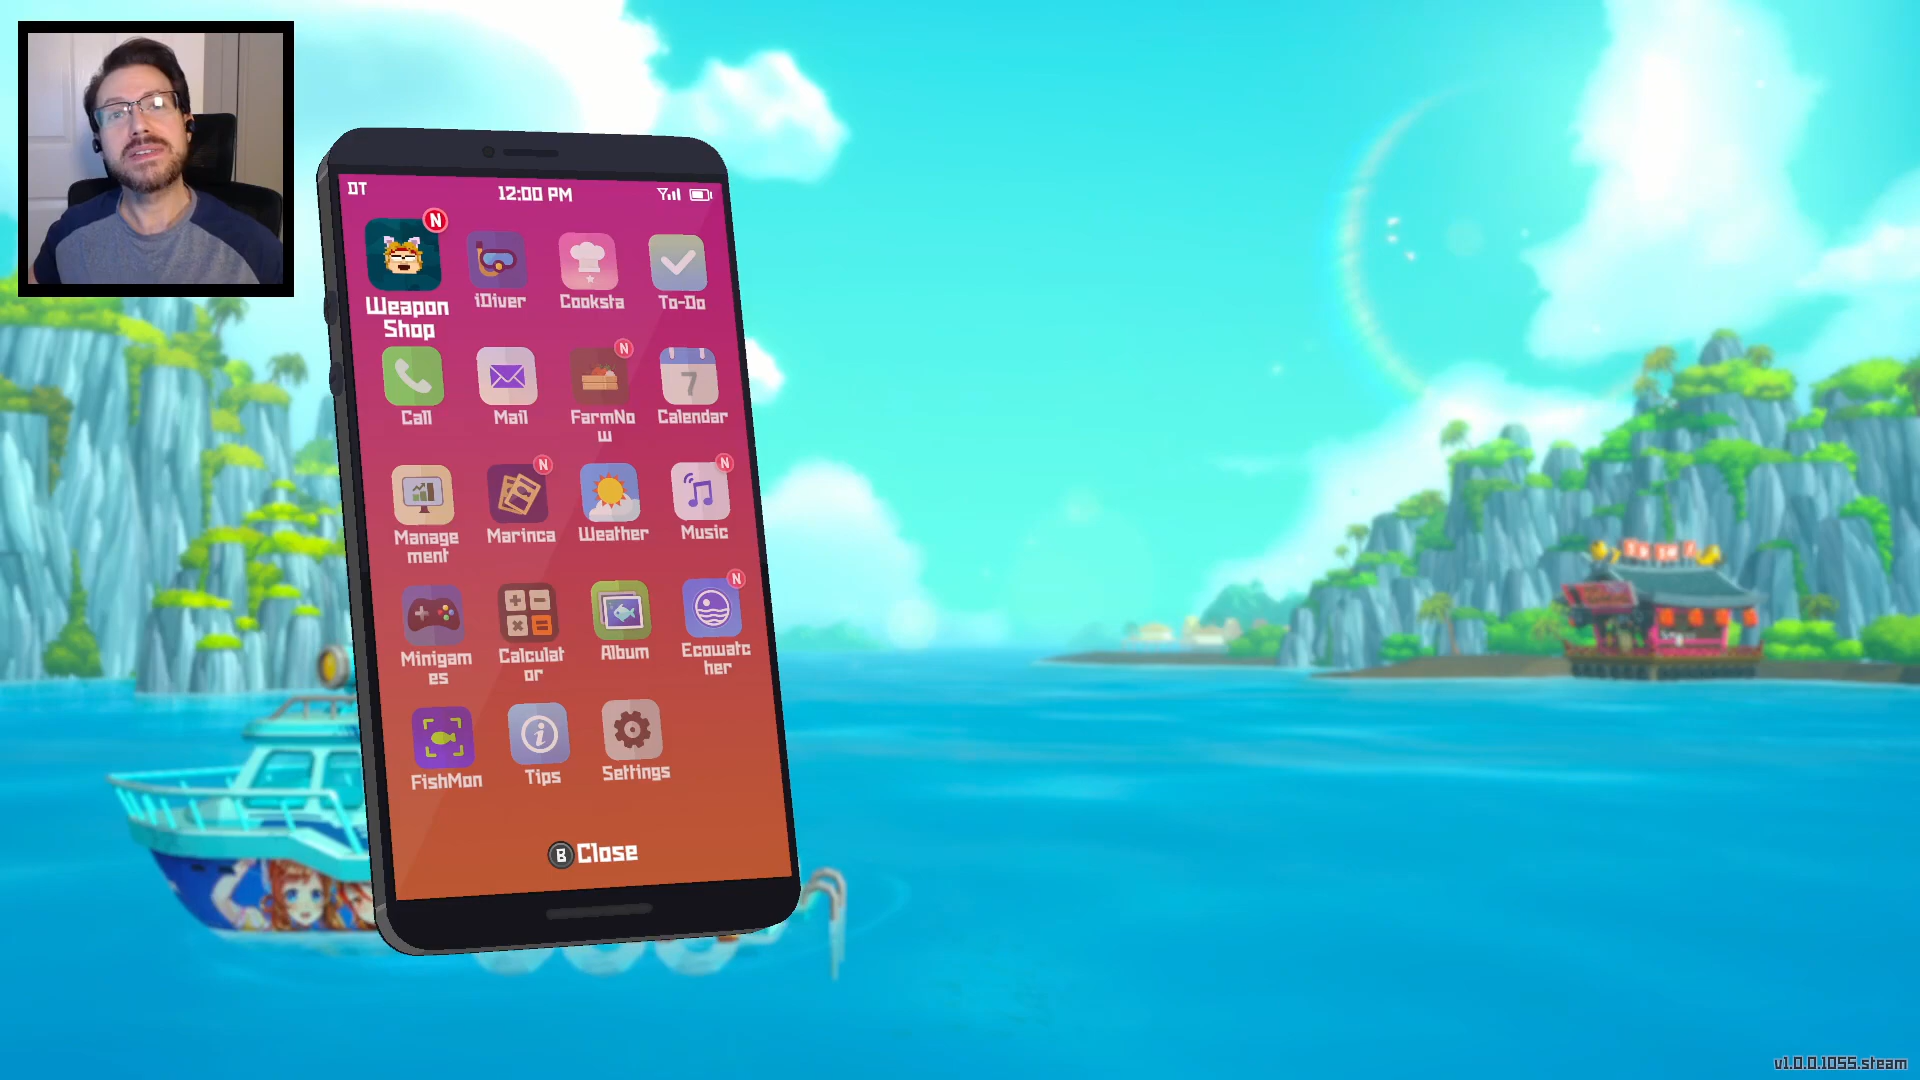 DT
12:00 PM
N
Weapon
Shop
iDiver
Cooksta
To-Do
N
7
Call
Mail
FarmNo
w
Calendar
N
N
Manage
ment
Marinca
Weather
Music
N
Minigam
es
Calculat
or
Album
Ecowatc
her
FishMon
Tips
Settings
B Close
v1.0.0.1055.steam